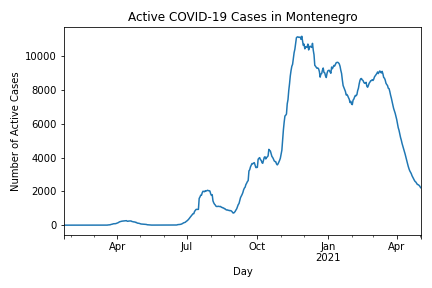 Active COVID-19 Cases in Montenegro
Number of Active Cases
10000
8000
6000
4000
2000
0
Apr
Jul
Oct
Jan
2021
Apr
Day